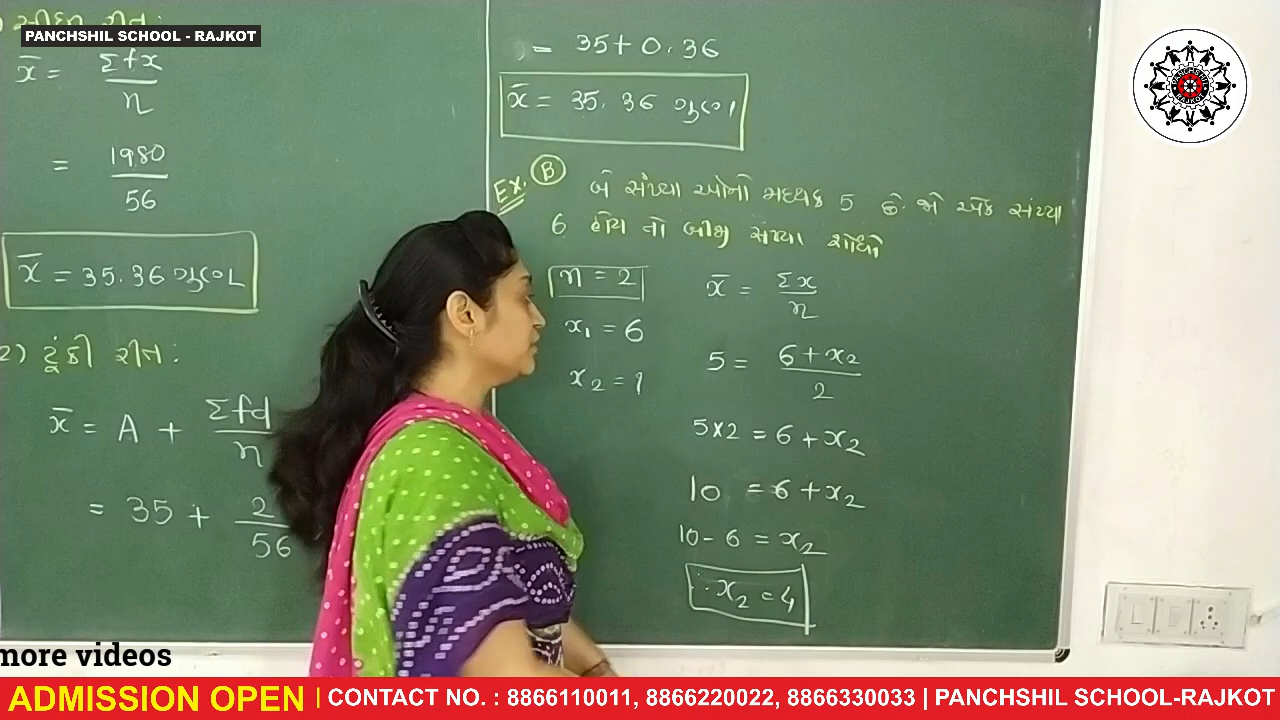 PANCHSHIL SCHOOL - RAJKOT
સીધી રીત:
x̄ = Σfx / n
= 1980 / 56
x̄ = 35.36 ગુણ
2) ટૂંકી રીત:
x̄ = A + Σfd / n
= 35 + 2 / 56
= 35 + 0.36
x̄ = 35.36 ગુણ
Ex. B બે સંખ્યા ઓનો મધ્યક 5 છે. જો એક સંખ્યા
6 હોય તો બીજી સંખ્યા શોધો
n = 2
x₁ = 6
x₂ = ?
x̄ = Σx / n
5 = 6 + x₂ / 2
5 × 2 = 6 + x₂
10 = 6 + x₂
10 - 6 = x₂
∴ x₂ = 4
PANCHSHIL
RAJKOT
more videos
ADMISSION OPEN | CONTACT NO. : 8866110011, 8866220022, 8866330033 | PANCHSHIL SCHOOL-RAJKOT